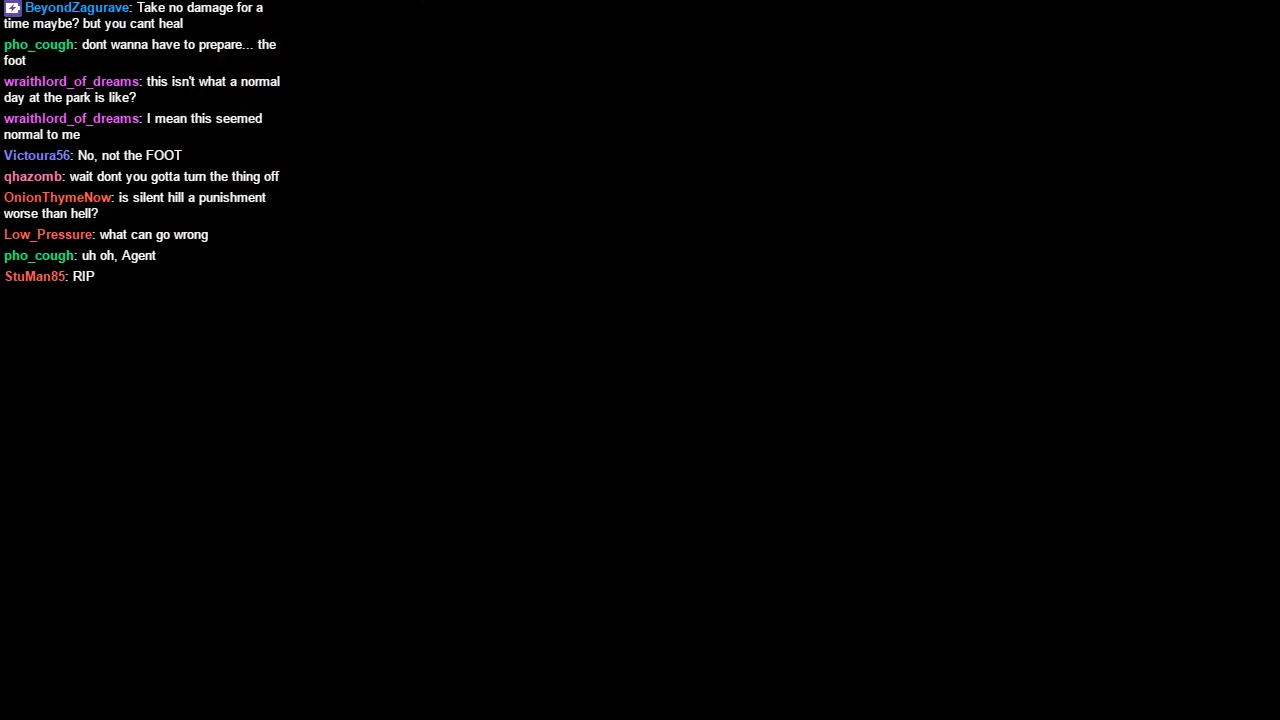 BeyondZagurave: Take no damage for a
time maybe? but you cant heal
pho_cough: dont wanna have to prepare... the
foot
wraithlord_of_dreams: this isn't what a normal
day at the park is like?
wraithlord_of_dreams: I mean this seemed
normal to me
Victoura56: No, not the FOOT
qhazomb: wait dont you gotta turn the thing off
OnionThymeNow: is silent hill a punishment
worse than hell?
Low_Pressure: what can go wrong
pho_cough: uh oh, Agent
StuMan85: RIP